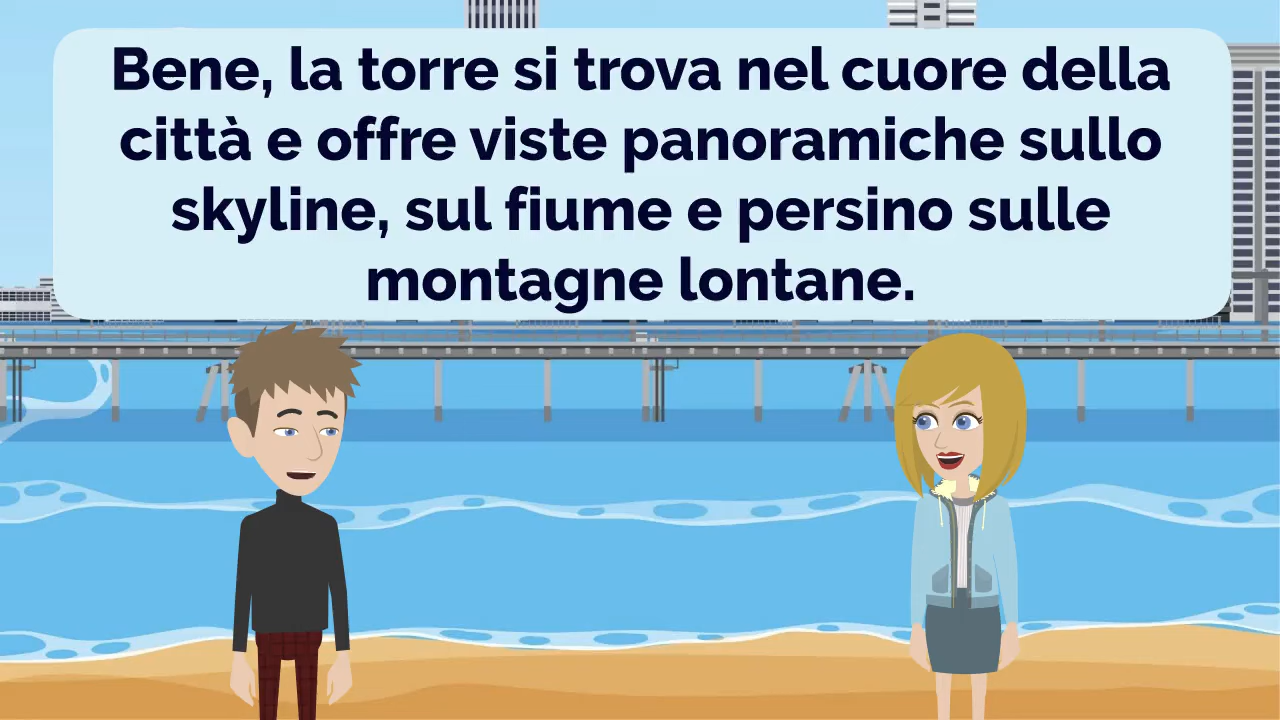 Bene, la torre si trova nel cuore della
città e offre viste panoramiche sullo
skyline, sul fiume e persino sulle
montagne lontane.